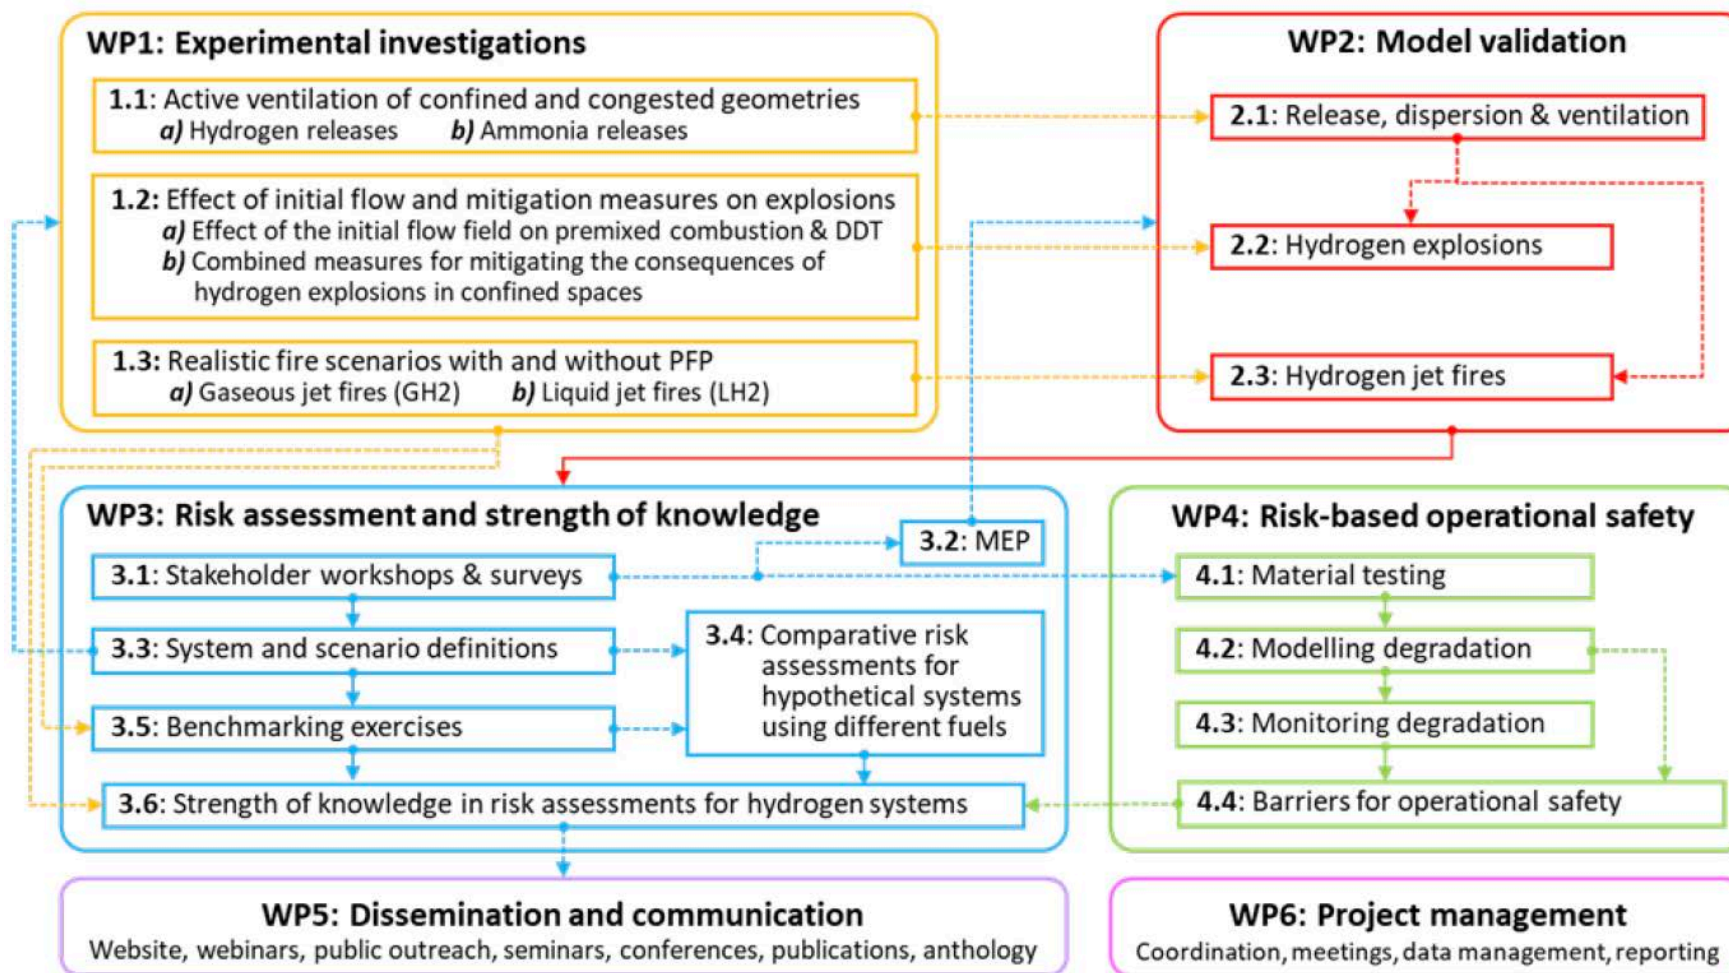 WP1: Experimental investigations
1.1: Active ventilation of confined and congested geometries
a) Hydrogen releases b) Ammonia releases
1.2: Effect of initial flow and mitigation measures on explosions
a) Effect of the initial flow field on premixed combustion & DDT
b) Combined measures for mitigating the consequences of
hydrogen explosions in confined spaces
1.3: Realistic fire scenarios with and without PFP
a) Gaseous jet fires (GH2) b) Liquid jet fires (LH2)
WP2: Model validation
2.1: Release, dispersion & ventilation
2.2: Hydrogen explosions
2.3: Hydrogen jet fires
WP3: Risk assessment and strength of knowledge
3.2: MEP
3.1: Stakeholder workshops & surveys
3.3: System and scenario definitions
3.4: Comparative risk
assessments for
hypothetical systems
using different fuels
3.5: Benchmarking exercises
3.6: Strength of knowledge in risk assessments for hydrogen systems
WP4: Risk-based operational safety
4.1: Material testing
4.2: Modelling degradation
4.3: Monitoring degradation
4.4: Barriers for operational safety
WP5: Dissemination and communication
Website, webinars, public outreach, seminars, conferences, publications, anthology
WP6: Project management
Coordination, meetings, data management, reporting